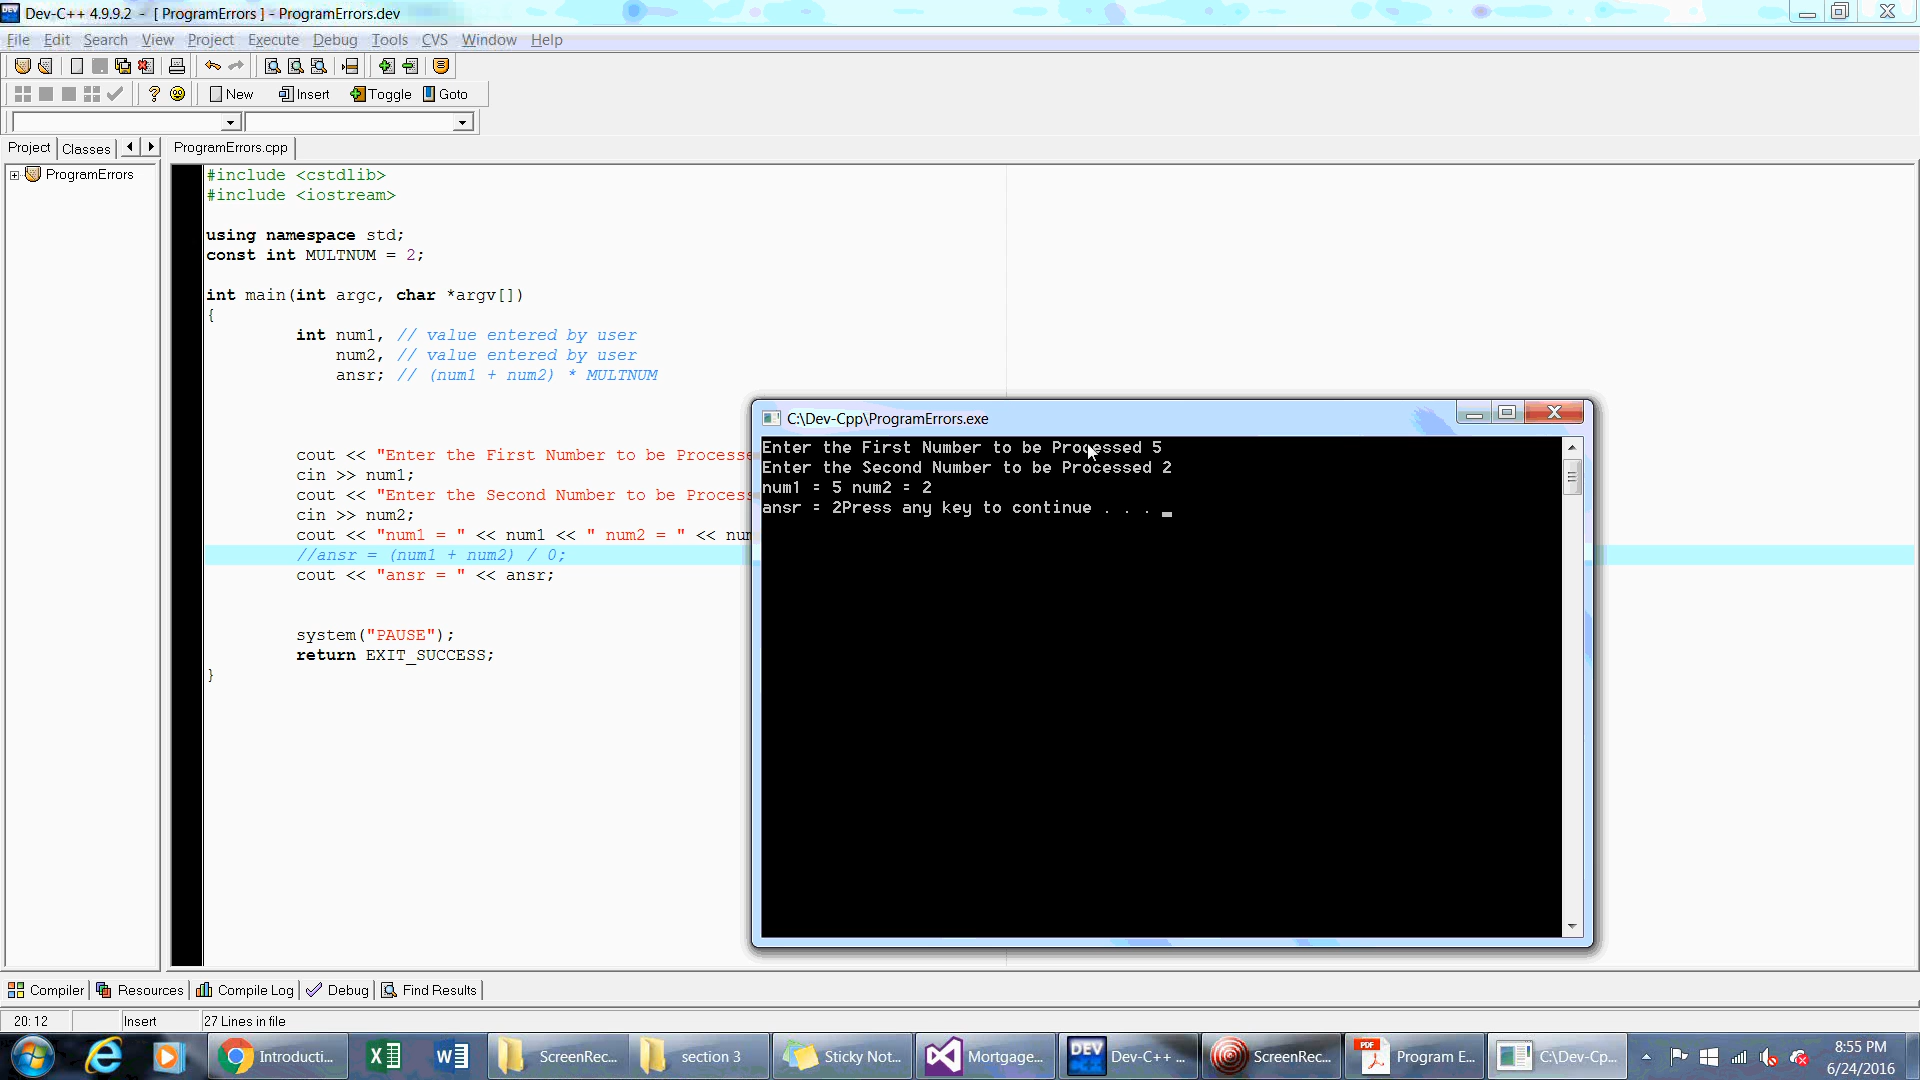 Dev-C++ 4.9.9.2 - [ ProgramErrors ] - ProgramErrors.dev
File Edit Search View Project Execute Debug Tools CVS Window Help
New Insert Toggle Goto
Project Classes ProgramErrors.cpp
ProgramErrors
#include <cstdlib>
#include <iostream>
using namespace std;
const int MULTNUM = 2;
int main(int argc, char *argv[])
{
int num1, // value entered by user
num2, // value entered by user
ansr; // (num1 + num2) * MULTNUM
cout << "Enter the First Number to be Processe
cin >> num1;
cout << "Enter the Second Number to be Process
cin >> num2;
cout << "num1 = " << num1 << " num2 = " << num
//ansr = (num1 + num2) / 0;
cout << "ansr = " << ansr;
system("PAUSE");
return EXIT_SUCCESS;
}
C:\Dev-Cpp\ProgramErrors.exe
Enter the First Number to be Processed 5
Enter the Second Number to be Processed 2
num1 = 5 num2 = 2
ansr = 2Press any key to continue . . . _
Compiler Resources Compile Log Debug Find Results
20: 12 Insert 27 Lines in file
Introducti... ScreenRec... section 3 Sticky Not... Mortgage... DEV Dev-C++ ... ScreenRec... PDF Program E... C:\Dev-Cp...
8:55 PM
6/24/2016